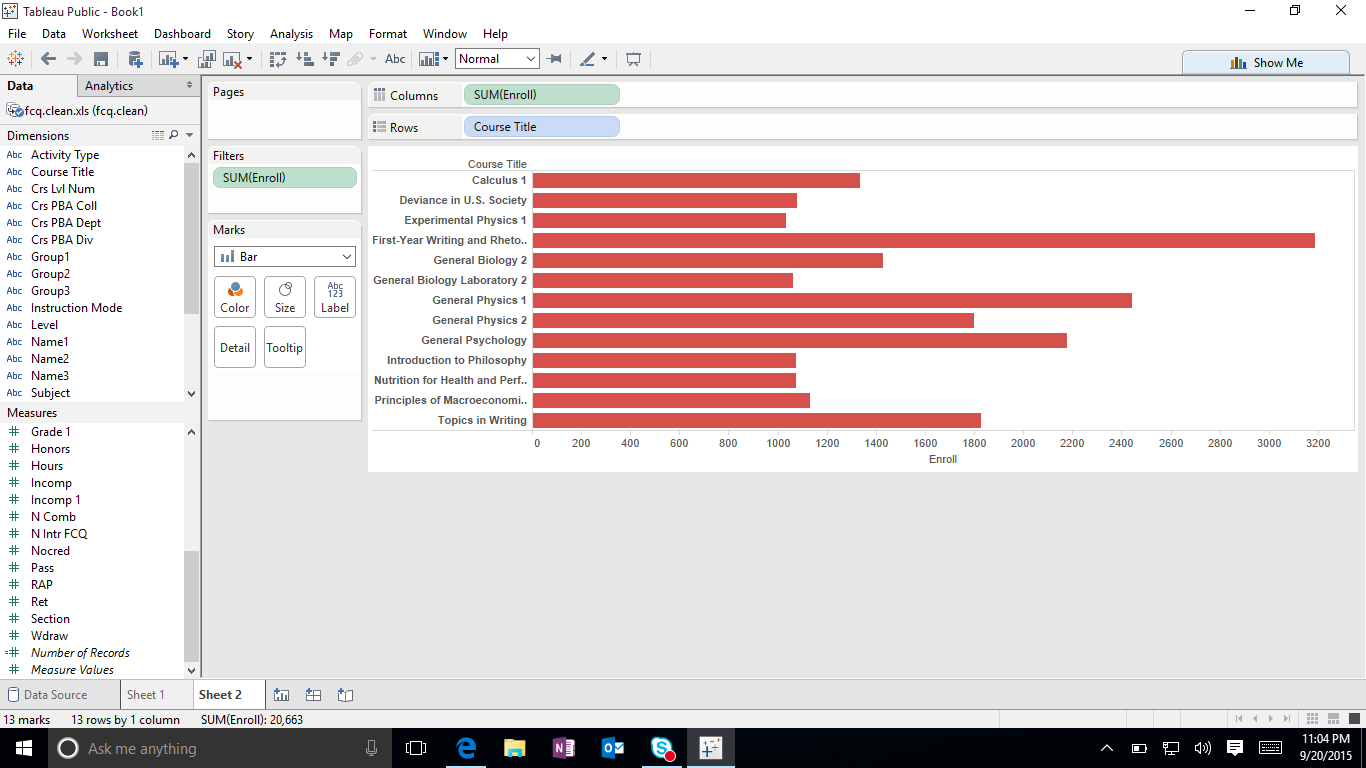 Tableau Public - Book1
File Data Worksheet Dashboard Story Analysis Map Format Window Help
Abc Normal Show Me
Data Analytics
fcq.clean.xls (fcq.clean)
Dimensions
Abc Activity Type
Abc Course Title
Abc Crs Lvl Num
Abc Crs PBA Coll
Abc Crs PBA Dept
Abc Crs PBA Div
Abc Group1
Abc Group2
Abc Group3
Abc Instruction Mode
Abc Level
Abc Name1
Abc Name2
Abc Name3
Abc Subject
Measures
# Grade 1
# Honors
# Hours
# Incomp
# Incomp 1
# N Comb
# N Intr FCQ
# Nocred
# Pass
# RAP
# Ret
# Section
# Wdraw
=# Number of Records
# Measure Values
Pages
Filters
SUM(Enroll)
Marks
Bar
Color Size Abc 123 Label
Detail Tooltip
Columns SUM(Enroll)
Rows Course Title
Course Title
Calculus 1
Deviance in U.S. Society
Experimental Physics 1
First-Year Writing and Rheto..
General Biology 2
General Biology Laboratory 2
General Physics 1
General Physics 2
General Psychology
Introduction to Philosophy
Nutrition for Health and Perf..
Principles of Macroeconomi..
Topics in Writing
0 200 400 600 800 1000 1200 1400 1600 1800 2000 2200 2400 2600 2800 3000 3200
Enroll
Data Source Sheet 1 Sheet 2
13 marks 13 rows by 1 column SUM(Enroll): 20,663
Ask me anything
11:04 PM
9/20/2015